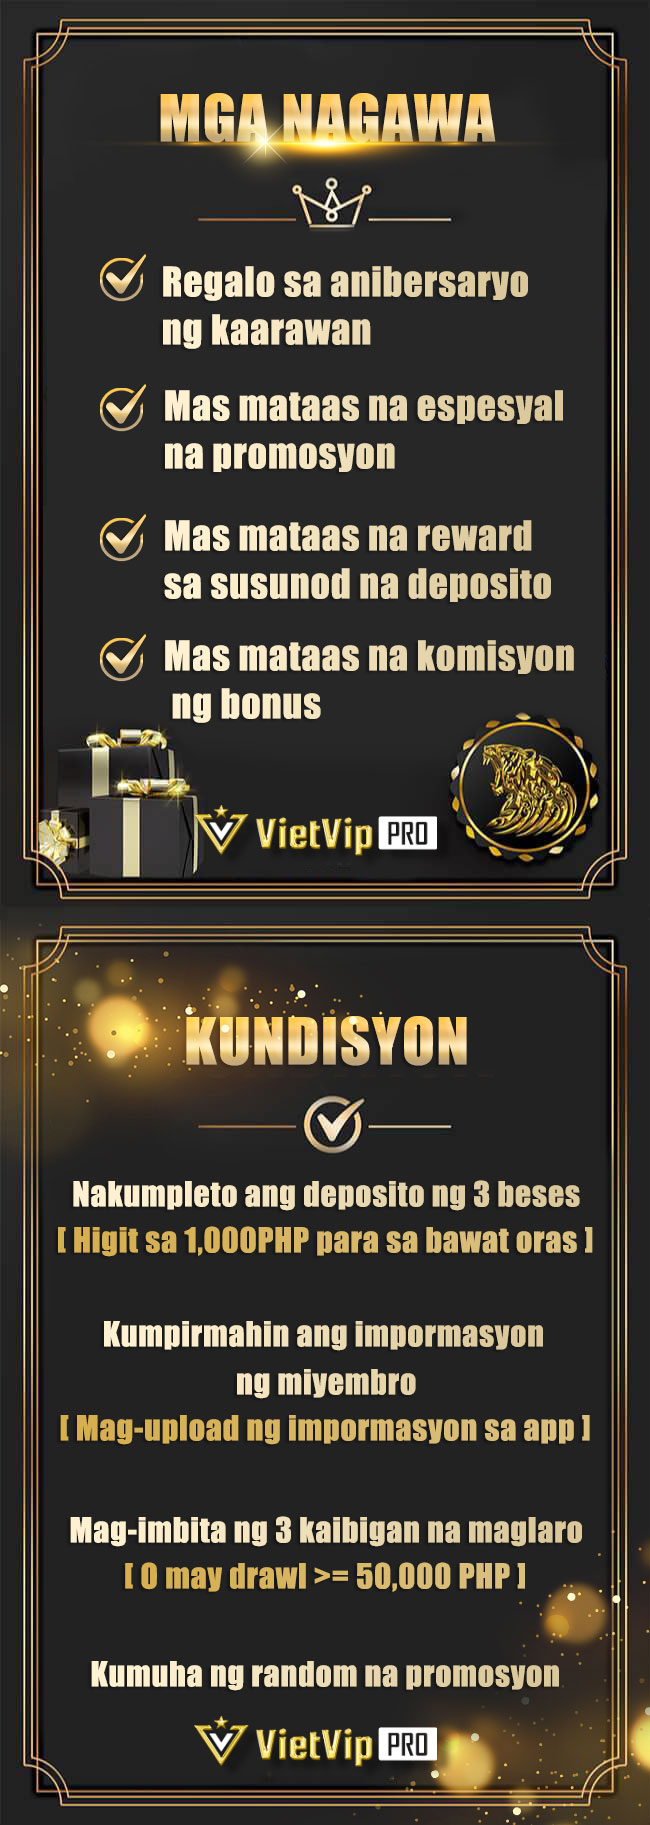 MGA NAGAWA
Regalo sa anibersaryo
ng kaarawan
Mas mataas na espesyal
na promosyon
Mas mataas na reward
sa susunod na deposito
Mas mataas na komisyon
ng bonus
VietVip PRO
KUNDISYON
Nakumpleto ang deposito ng 3 beses
[ Higit sa 1,000PHP para sa bawat oras ]
Kumpirmahin ang impormasyon
ng miyembro
[ Mag-upload ng impormasyon sa app ]
Mag-imbita ng 3 kaibigan na maglaro
[ O may drawl >= 50,000 PHP ]
Kumuha ng random na promosyon
VietVip PRO